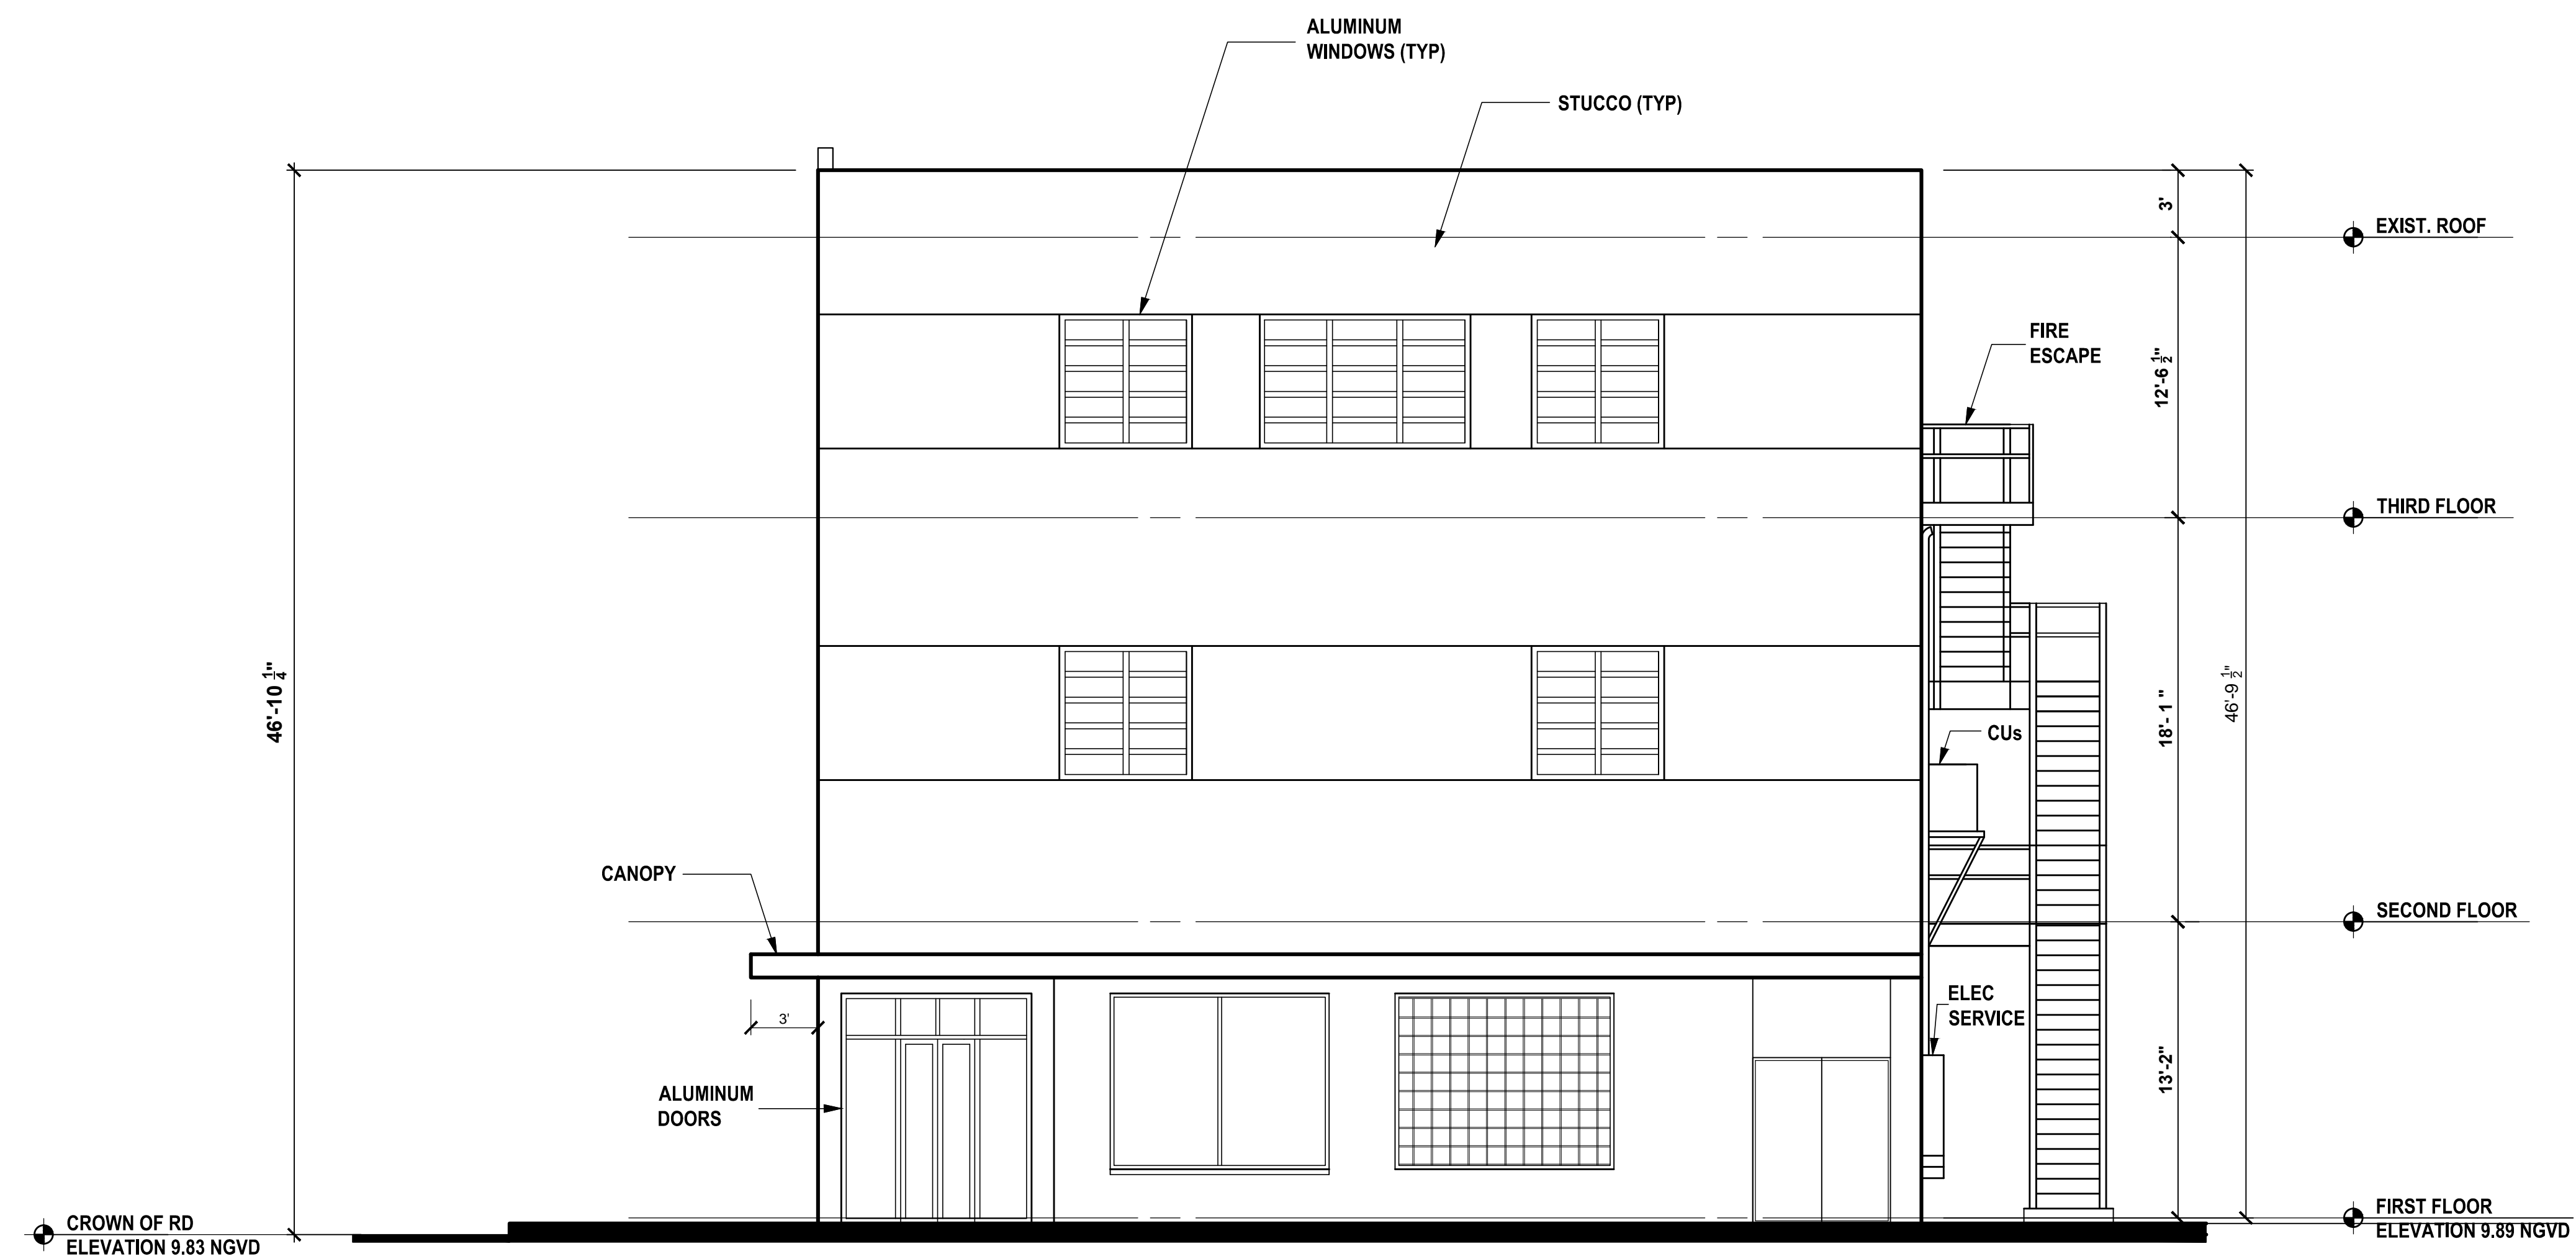 ALUMINUM
WINDOWS (TYP)
STUCCO (TYP)
3'
EXIST. ROOF
FIRE
ESCAPE
12'-6 1/2"
THIRD FLOOR
46'-10 1/4"
46'-9 1/2"
18'- 1 "
CUs
CANOPY
SECOND FLOOR
3'
ELEC
SERVICE
13'-2"
ALUMINUM
DOORS
CROWN OF RD
ELEVATION 9.83 NGVD
FIRST FLOOR
ELEVATION 9.89 NGVD